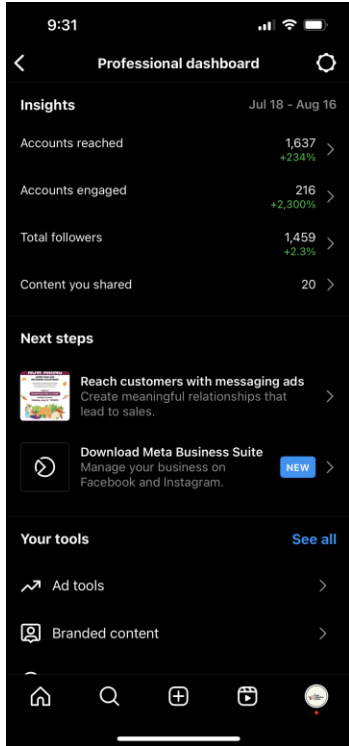 9:31
Professional dashboard
Insights
Jul 18 - Aug 16
Accounts reached
1,637
+234%
Accounts engaged
216
+2,300%
Total followers
1,459
+2.3%
Content you shared
20
Next steps
NOW HIRING
Reach customers with messaging ads
Create meaningful relationships that
lead to sales.
Download Meta Business Suite
Manage your business on
Facebook and Instagram.
NEW
Your tools
See all
Ad tools
Branded content